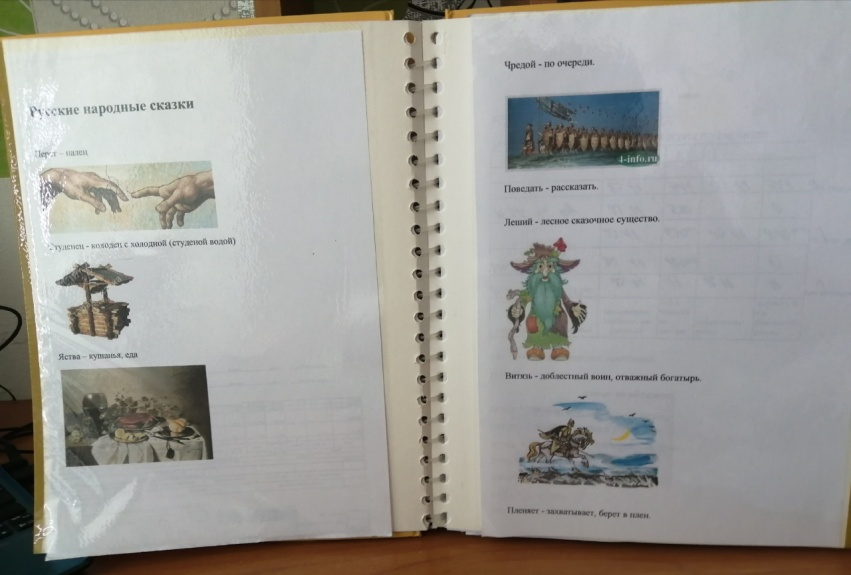 Русские народные сказки
Перст – палец
Студенец - колодец с холодной (студеной водой)
Яства – кушанья, еда
Чредой - по очереди.
4-info.ru
Поведать - рассказать.
Леший - лесное сказочное существо.
Витязь - доблестный воин, отважный богатырь.
Пленяет - захватывает, берет в плен.